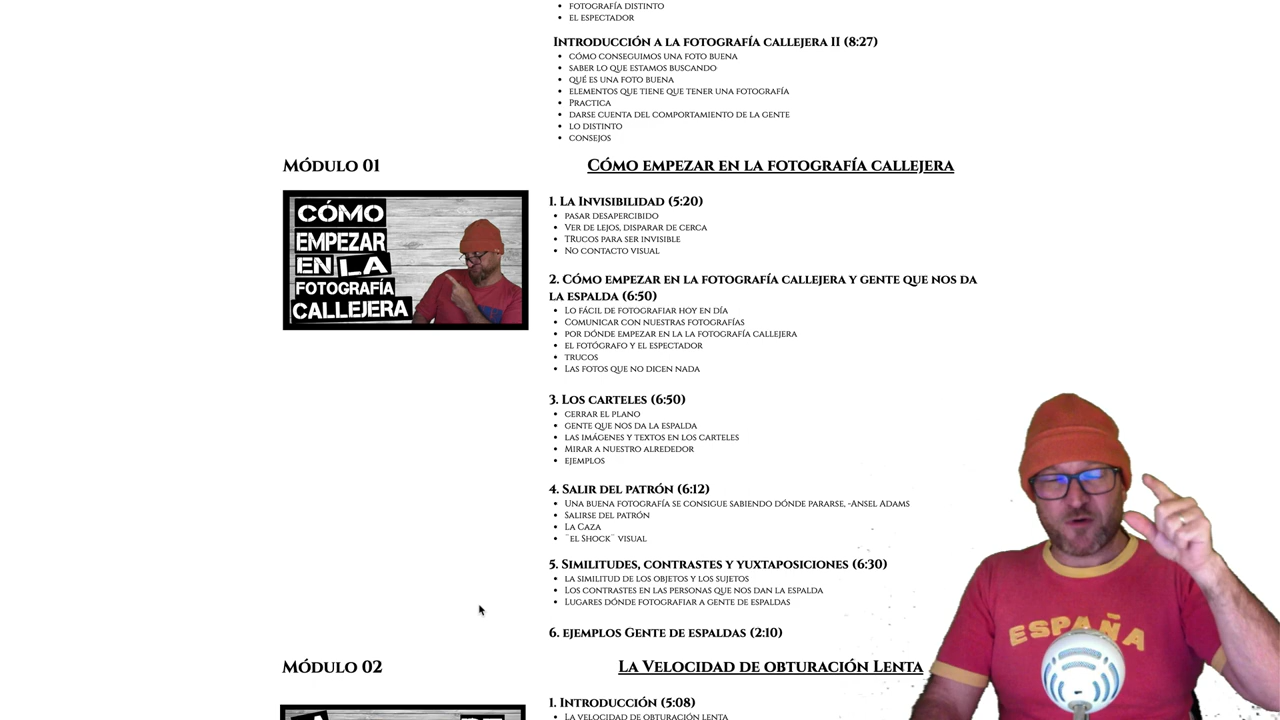 FOTOGRAFÍA DISTINTO
EL ESPECTADOR
INTRODUCCIÓN A LA FOTOGRAFÍA CALLEJERA II (8:27)
CÓMO CONSEGUIMOS UNA FOTO BUENA
SABER LO QUE ESTAMOS BUSCANDO
QUÉ ES UNA FOTO BUENA
ELEMENTOS QUE TIENE QUE TENER UNA FOTOGRAFÍA
PRACTICA
DARSE CUENTA DEL COMPORTAMIENTO DE LA GENTE
LO DISTINTO
CONSEJOS
MÓDULO 01
CÓMO EMPEZAR EN LA FOTOGRAFÍA CALLEJERA
CÓMO
EMPEZAR
EN LA
FOTOGRAFÍA
CALLEJERA
1. LA INVISIBILIDAD (5:20)
PASAR DESAPERCIBIDO
VER DE LEJOS, DISPARAR DE CERCA
TRUCOS PARA SER INVISIBLE
NO CONTACTO VISUAL
2. CÓMO EMPEZAR EN LA FOTOGRAFÍA CALLEJERA Y GENTE QUE NOS DA
LA ESPALDA (6:50)
LO FÁCIL DE FOTOGRAFIAR HOY EN DÍA
COMUNICAR CON NUESTRAS FOTOGRAFÍAS
POR DÓNDE EMPEZAR EN LA LA FOTOGRAFÍA CALLEJERA
EL FOTÓGRAFO Y EL ESPECTADOR
TRUCOS
LAS FOTOS QUE NO DICEN NADA
3. LOS CARTELES (6:50)
CERRAR EL PLANO
GENTE QUE NOS DA LA ESPALDA
LAS IMÁGENES Y TEXTOS EN LOS CARTELES
MIRAR A NUESTRO ALREDEDOR
EJEMPLOS
4. SALIR DEL PATRÓN (6:12)
UNA BUENA FOTOGRAFÍA SE CONSIGUE SABIENDO DÓNDE PARARSE, -ANSEL ADAMS
SALIRSE DEL PATRÓN
LA CAZA
¨EL SHOCK¨ VISUAL
5. SIMILITUDES, CONTRASTES Y YUXTAPOSICIONES (6:30)
LA SIMILITUD DE LOS OBJETOS Y LOS SUJETOS
LOS CONTRASTES EN LAS PERSONAS QUE NOS DAN LA ESPALDA
LUGARES DÓNDE FOTOGRAFIAR A GENTE DE ESPALDAS
6. EJEMPLOS GENTE DE ESPALDAS (2:10)
ESPAÑA
MÓDULO 02
LA VELOCIDAD DE OBTURACIÓN LENTA
1. INTRODUCCIÓN (5:08)
LA VELOCIDAD DE OBTURACIÓN LENTA